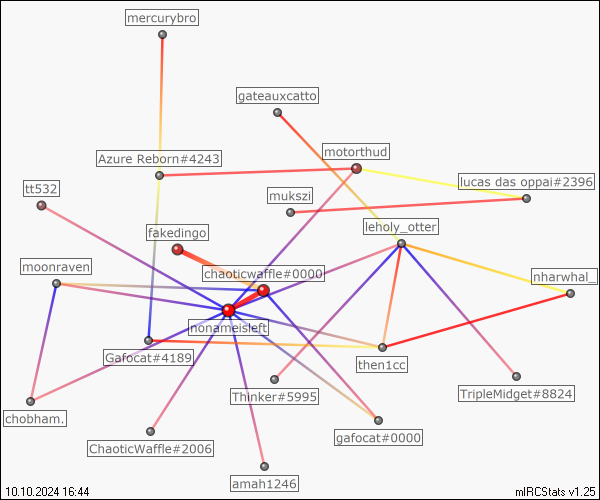 mercurybro
gateauxcatto
motorthud
Azure Reborn#4243
lucas das oppai#2396
tt532
mukszi
leholy_otter
fakedingo
moonraven
chaoticwaffle#0000
nharwhal_
nonameisleft
Gafocat#4189
then1cc
Thinker#5995
TripleMidget#8824
chobham.
gafocat#0000
ChaoticWaffle#2006
amah1246
10.10.2024 16:44
mIRCStats v1.25